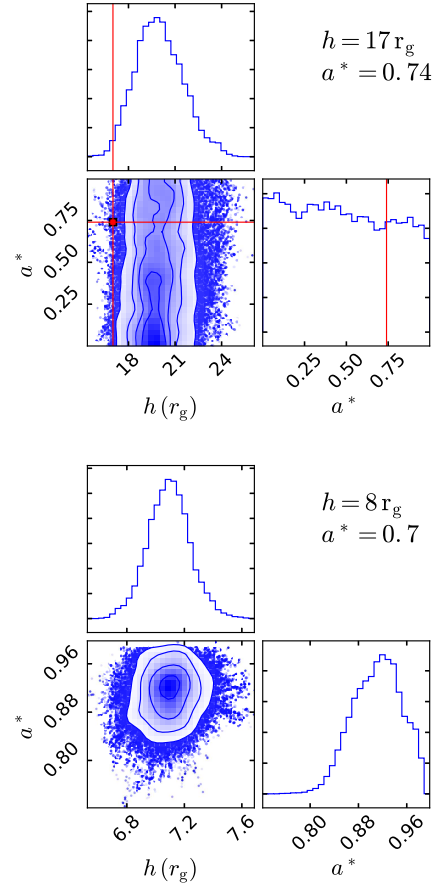 h = 17 r_g
a* = 0.74
0.75
0.50
0.25
a*
18
21
24
h (r_g)
0.25
0.50
0.75
a*
h = 8 r_g
a* = 0.7
0.96
0.88
0.80
a*
6.8
7.2
7.6
h (r_g)
0.80
0.88
0.96
a*